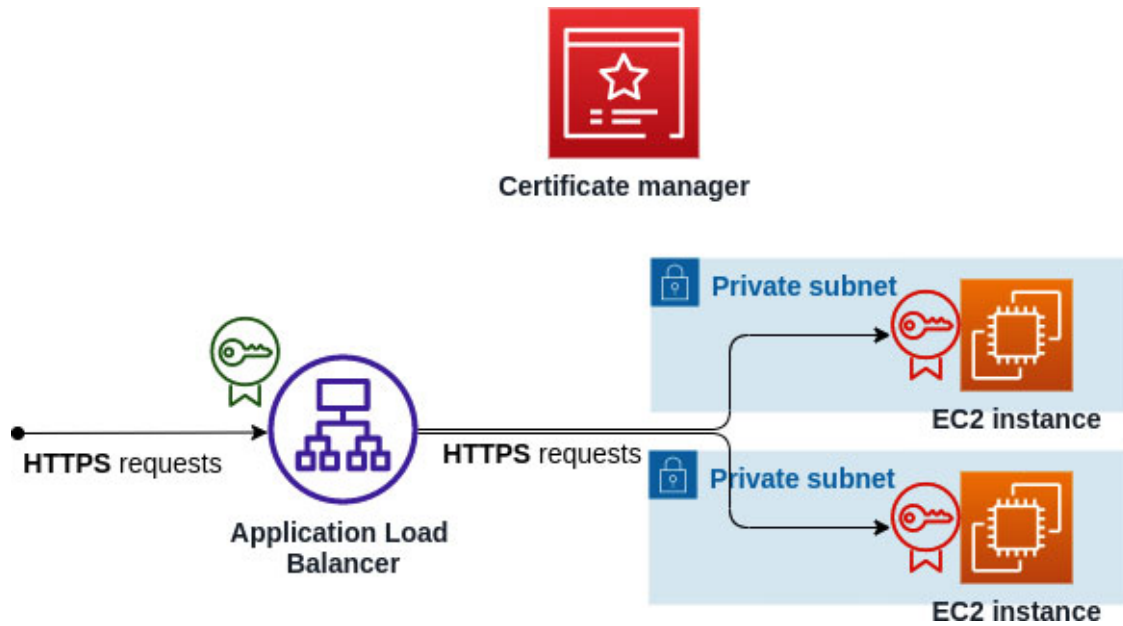 Certificate manager
Private subnet
EC2 instance
HTTPS requests
HTTPS requests
Application Load
Balancer
Private subnet
EC2 instance